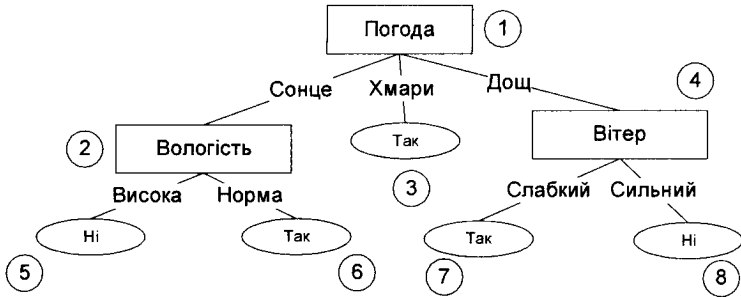 Погода 1
Сонце Хмари Дощ 4
2 Вологість Так Вітер
Висока Норма 3 Слабкий Сильний
Ні Так Так Ні
5 6 7 8